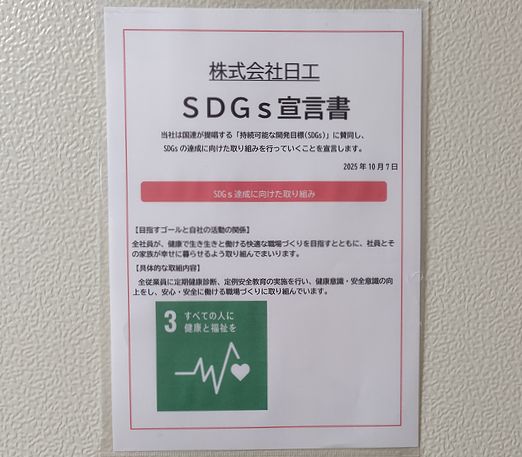 株式会社日工
SDGs宣言書
当社は国連が提唱する「持続可能な開発目標(SDGs)」に賛同し、
SDGs の達成に向けた取り組みを行っていくことを宣言します。
2025 年 10 月 7 日
SDGs 達成に向けた取り組み
【目指すゴールと自社の活動の関係】
全社員が、健康で生き生きと働ける快適な職場づくりを目指すとともに、社員とそ
の家族が幸せに暮らせるよう取り組んでまいります。
【具体的な取組内容】
全従業員に定期健康診断、定例安全教育の実施を行い、健康意識・安全意識の向
上をし、安心・安全に働ける職場づくりに取り組んでいます。
3 すべての人に
健康と福祉を